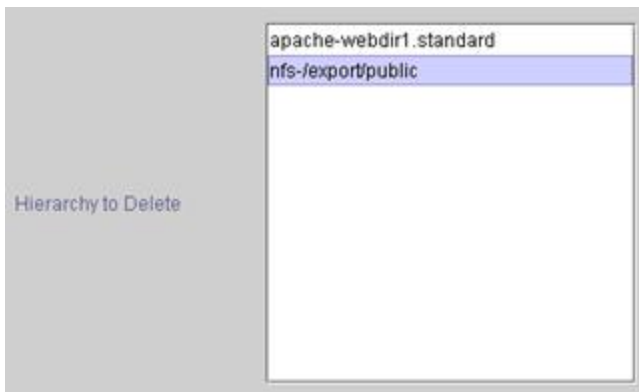 apache-webdir1.standard
nfs-/export/public
Hierarchy to Delete